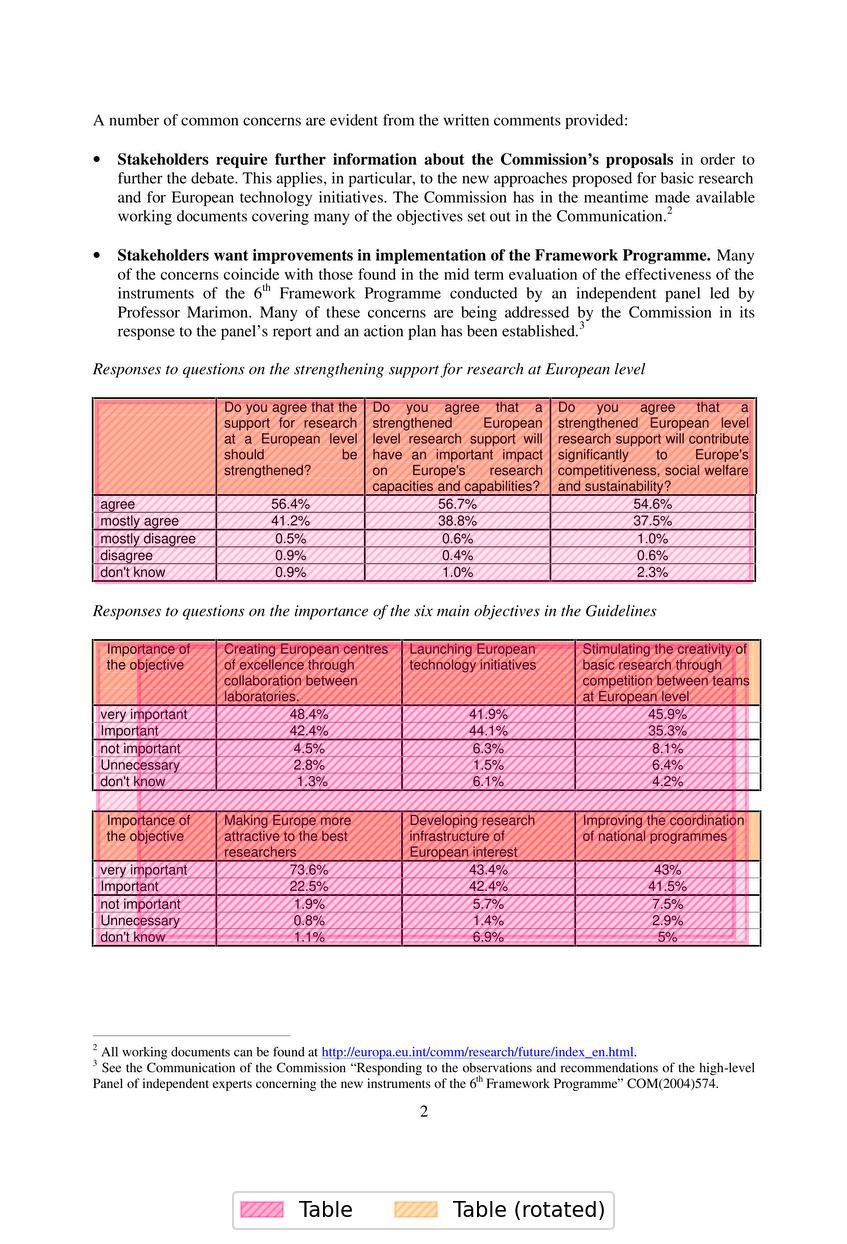 A number of common concerns are evident from the written comments provided:
• Stakeholders require further information about the Commission's proposals in order to
further the debate. This applies, in particular, to the new approaches proposed for basic research
and for European technology initiatives. The Commission has in the meantime made available
working documents covering many of the objectives set out in the Communication.2
• Stakeholders want improvements in implementation of the Framework Programme. Many
of the concerns coincide with those found in the mid term evaluation of the effectiveness of the
instruments of the 6th Framework Programme conducted by an independent panel led by
Professor Marimon. Many of these concerns are being addressed by the Commission in its
response to the panel's report and an action plan has been established.3
Responses to questions on the strengthening support for research at European level
Do you agree that the Do you agree that a Do you agree that a
support for research strengthened European strengthened European level
at a European level level research support will research support will contribute
should be have an important impact significantly to Europe's
strengthened? on Europe's research competitiveness, social welfare
capacities and capabilities? and sustainability?
agree 56.4% 56.7% 54.6%
mostly agree 41.2% 38.8% 37.5%
mostly disagree 0.5% 0.6% 1.0%
disagree 0.9% 0.4% 0.6%
don't know 0.9% 1.0% 2.3%
Responses to questions on the importance of the six main objectives in the Guidelines
Importance of Creating European centres Launching European Stimulating the creativity of
the objective of excellence through technology initiatives basic research through
collaboration between competition between teams
laboratories. at European level
very important 48.4% 41.9% 45.9%
Important 42.4% 44.1% 35.3%
not important 4.5% 6.3% 8.1%
Unnecessary 2.8% 1.5% 6.4%
don't know 1.3% 6.1% 4.2%
Importance of Making Europe more Developing research Improving the coordination
the objective attractive to the best infrastructure of of national programmes
researchers European interest
very important 73.6% 43.4% 43%
Important 22.5% 42.4% 41.5%
not important 1.9% 5.7% 7.5%
Unnecessary 0.8% 1.4% 2.9%
don't know 1.1% 6.9% 5%
2 All working documents can be found at http://europa.eu.int/comm/research/future/index_en.html.
3 See the Communication of the Commission "Responding to the observations and recommendations of the high-level
Panel of independent experts concerning the new instruments of the 6th Framework Programme" COM(2004)574.
2
Table Table (rotated)